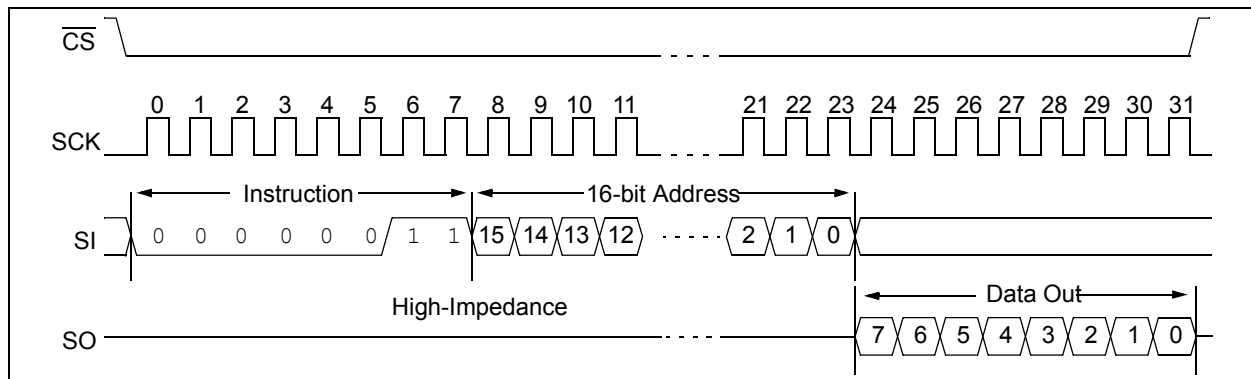 CS
0 1 2 3 4 5 6 7 8 9 10 11 21 22 23 24 25 26 27 28 29 30 31
SCK
Instruction 16-bit Address
SI 0 0 0 0 0 0 1 1 15 14 13 12 2 1 0
High-Impedance Data Out
SO 7 6 5 4 3 2 1 0